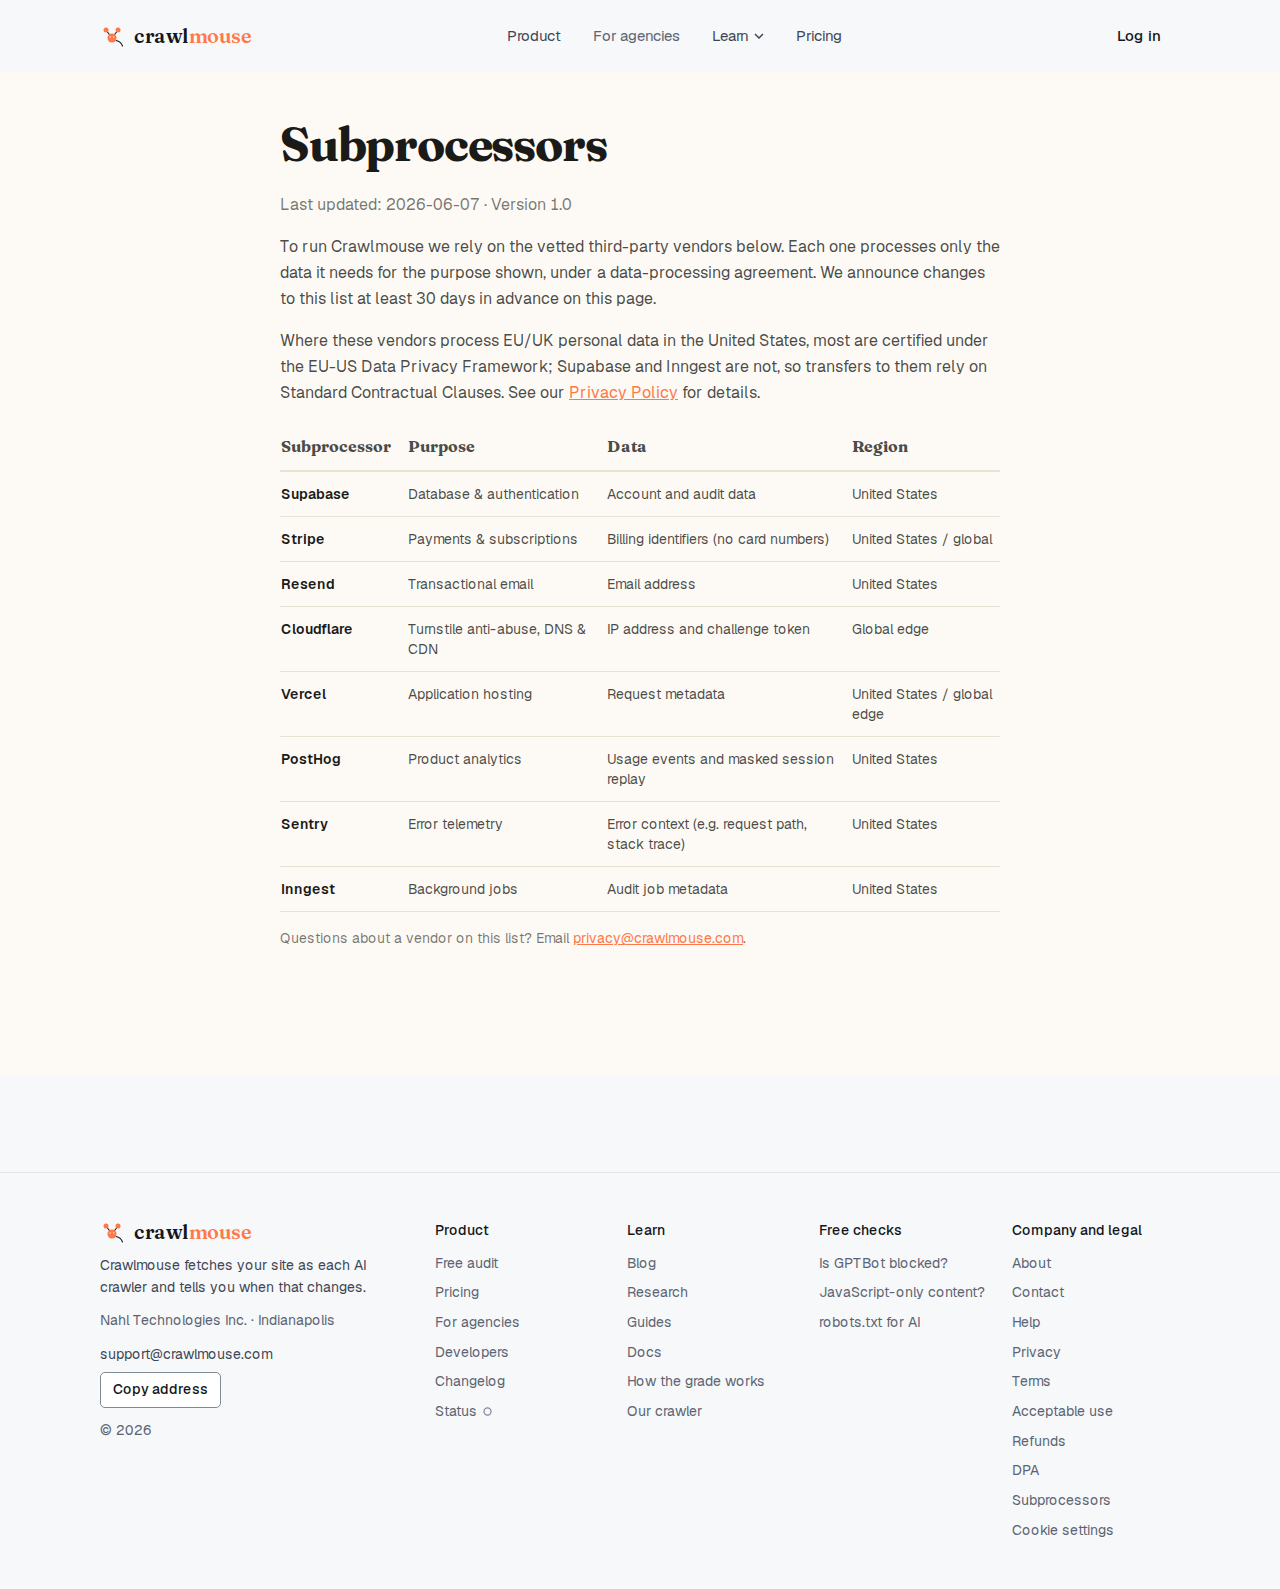 crawlmouse
Product
For agencies
Learn
Pricing
Log in
Subprocessors
Last updated: 2026-06-07 · Version 1.0
To run Crawlmouse we rely on the vetted third-party vendors below. Each one processes only the
data it needs for the purpose shown, under a data-processing agreement. We announce changes
to this list at least 30 days in advance on this page.
Where these vendors process EU/UK personal data in the United States, most are certified under
the EU-US Data Privacy Framework; Supabase and Inngest are not, so transfers to them rely on
Standard Contractual Clauses. See our Privacy Policy for details.
Subprocessor Purpose Data Region
Supabase Database & authentication Account and audit data United States
Stripe Payments & subscriptions Billing identifiers (no card numbers) United States / global
Resend Transactional email Email address United States
Cloudflare Turnstile anti-abuse, DNS & IP address and challenge token Global edge
CDN
Vercel Application hosting Request metadata United States / global
edge
PostHog Product analytics Usage events and masked session United States
replay
Sentry Error telemetry Error context (e.g. request path, United States
stack trace)
Inngest Background jobs Audit job metadata United States
Questions about a vendor on this list? Email privacy@crawlmouse.com.
crawlmouse
Crawlmouse fetches your site as each AI
crawler and tells you when that changes.
Nahl Technologies Inc. · Indianapolis
support@crawlmouse.com
Copy address
© 2026
Product
Free audit
Pricing
For agencies
Developers
Changelog
Status
Learn
Blog
Research
Guides
Docs
How the grade works
Our crawler
Free checks
Is GPTBot blocked?
JavaScript-only content?
robots.txt for AI
Company and legal
About
Contact
Help
Privacy
Terms
Acceptable use
Refunds
DPA
Subprocessors
Cookie settings